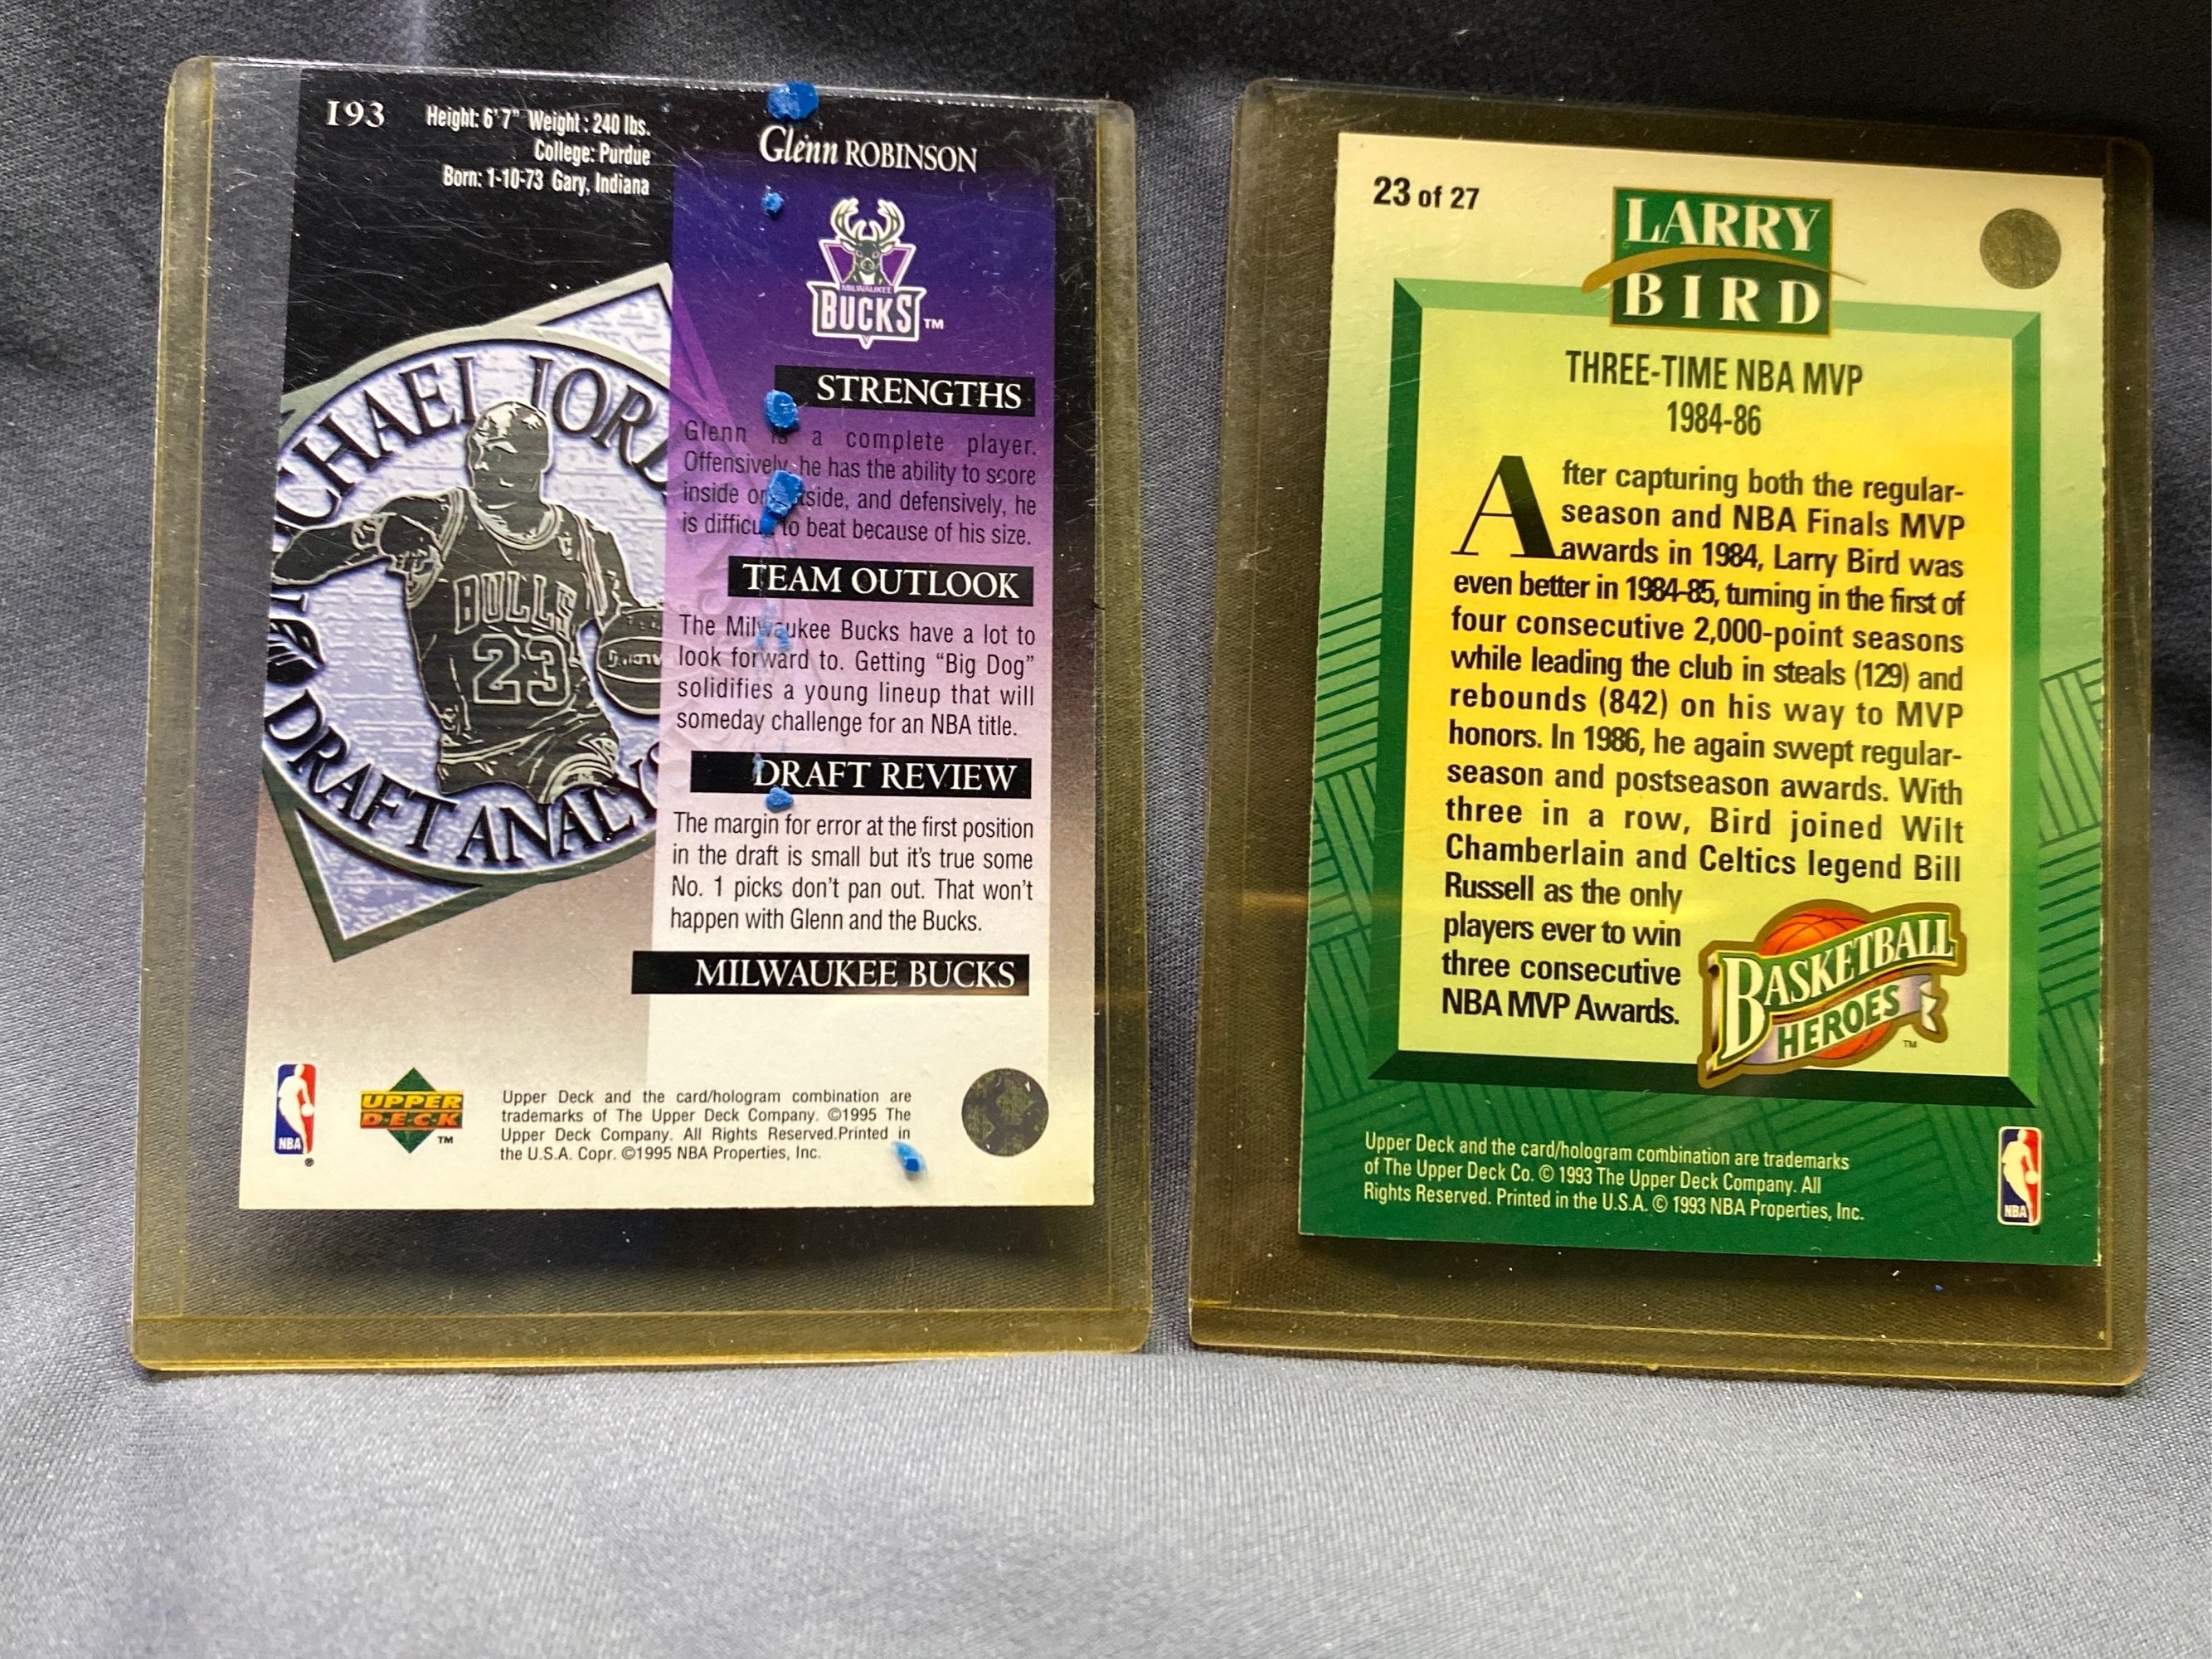 193
Height: 6'7" Weight: 240 lbs.
College: Purdue
Born: 1-10-73 Gary, Indiana
Glenn ROBINSON
MILWAUKEE
BUCKS™
CHAEL JORD
BULLS
23
DRAFT ANALYS
STRENGTHS
Glenn is a complete player.
Offensively he has the ability to score
inside or side, and defensively, he
is difficult to beat because of his size.
TEAM OUTLOOK
The Milwaukee Bucks have a lot to
look forward to. Getting “Big Dog”
solidifies a young lineup that will
someday challenge for an NBA title.
DRAFT REVIEW
The margin for error at the first position
in the draft is small but it's true some
No. 1 picks don't pan out. That won't
happen with Glenn and the Bucks.
MILWAUKEE BUCKS
NBA ®
UPPER
DECK ™
Upper Deck and the card/hologram combination are
trademarks of The Upper Deck Company. ©1995 The
Upper Deck Company. All Rights Reserved.Printed in
the U.S.A. Copr. ©1995 NBA Properties, Inc.
23 of 27
LARRY
BIRD
THREE-TIME NBA MVP
1984-86
After capturing both the regular-
season and NBA Finals MVP
awards in 1984, Larry Bird was
even better in 1984-85, turning in the first of
four consecutive 2,000-point seasons
while leading the club in steals (129) and
rebounds (842) on his way to MVP
honors. In 1986, he again swept regular-
season and postseason awards. With
three in a row, Bird joined Wilt
Chamberlain and Celtics legend Bill
Russell as the only
players ever to win
three consecutive
NBA MVP Awards.
BASKETBALL
HEROES ™
Upper Deck and the card/hologram combination are trademarks
of The Upper Deck Co. © 1993 The Upper Deck Company. All
Rights Reserved. Printed in the U.S.A. © 1993 NBA Properties, Inc.
NBA